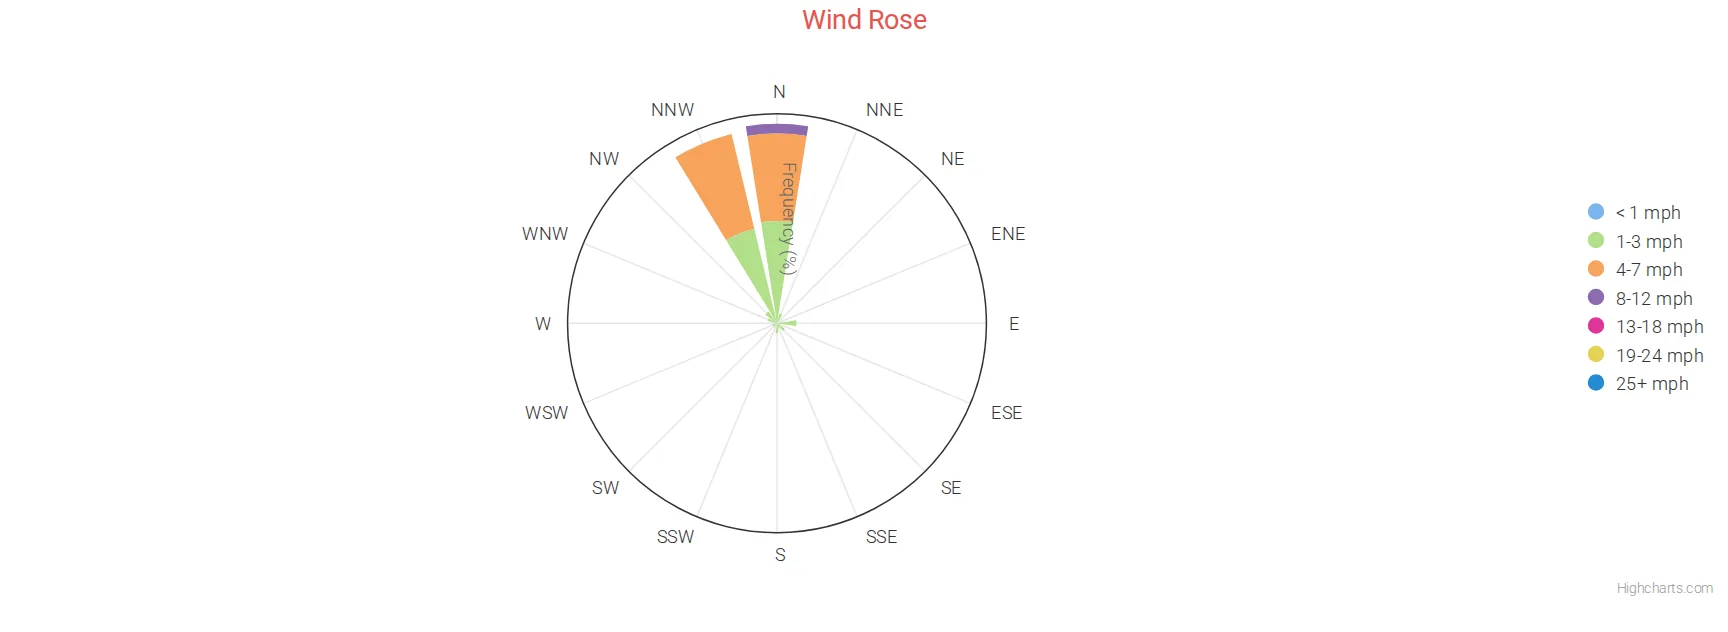 Wind Rose
N
NNW
NNE
NW
NE
WNW
ENE
Frequency (%)
W
E
WSW
ESE
SW
SE
SSW
SSE
S
< 1 mph
1-3 mph
4-7 mph
8-12 mph
13-18 mph
19-24 mph
25+ mph
Highcharts.com